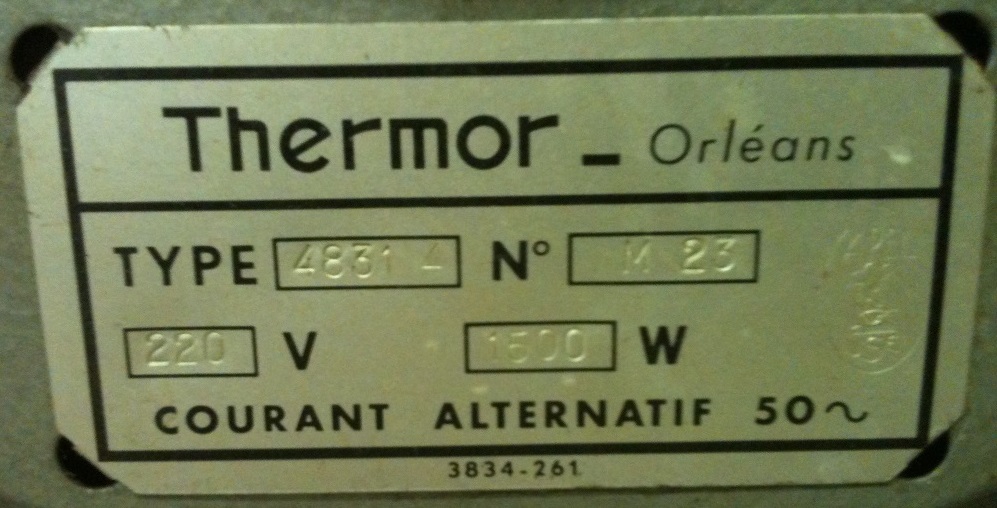 Thermor - Orléans
TYPE 4831 4 N° M 23
220 V 1500 W
COURANT ALTERNATIF 50~
3834-261